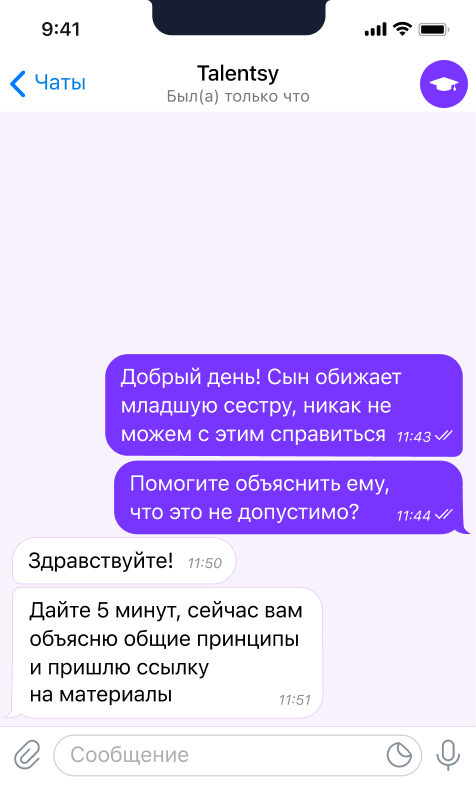 9:41
Чаты
Talentsy
Был(а) только что
Добрый день! Сын обижает
младшую сестру, никак не
можем с этим справиться 11:43
Помогите объяснить ему,
что это не допустимо? 11:44
Здравствуйте! 11:50
Дайте 5 минут, сейчас вам
объясню общие принципы
и пришлю ссылку
на материалы 11:51
Сообщение